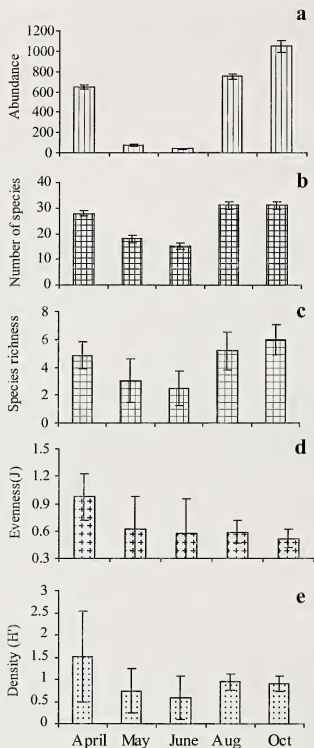 a
1200
1000
800
600
400
200
0
Abundance
b
40
30
20
10
0
Number of species
c
8
6
4
2
0
Species richness
d
1.5
1.2
0.9
0.6
0.3
Evenness(J)
e
3
2.5
2
1.5
1
0.5
0
Density (H')
April May June Aug Oct